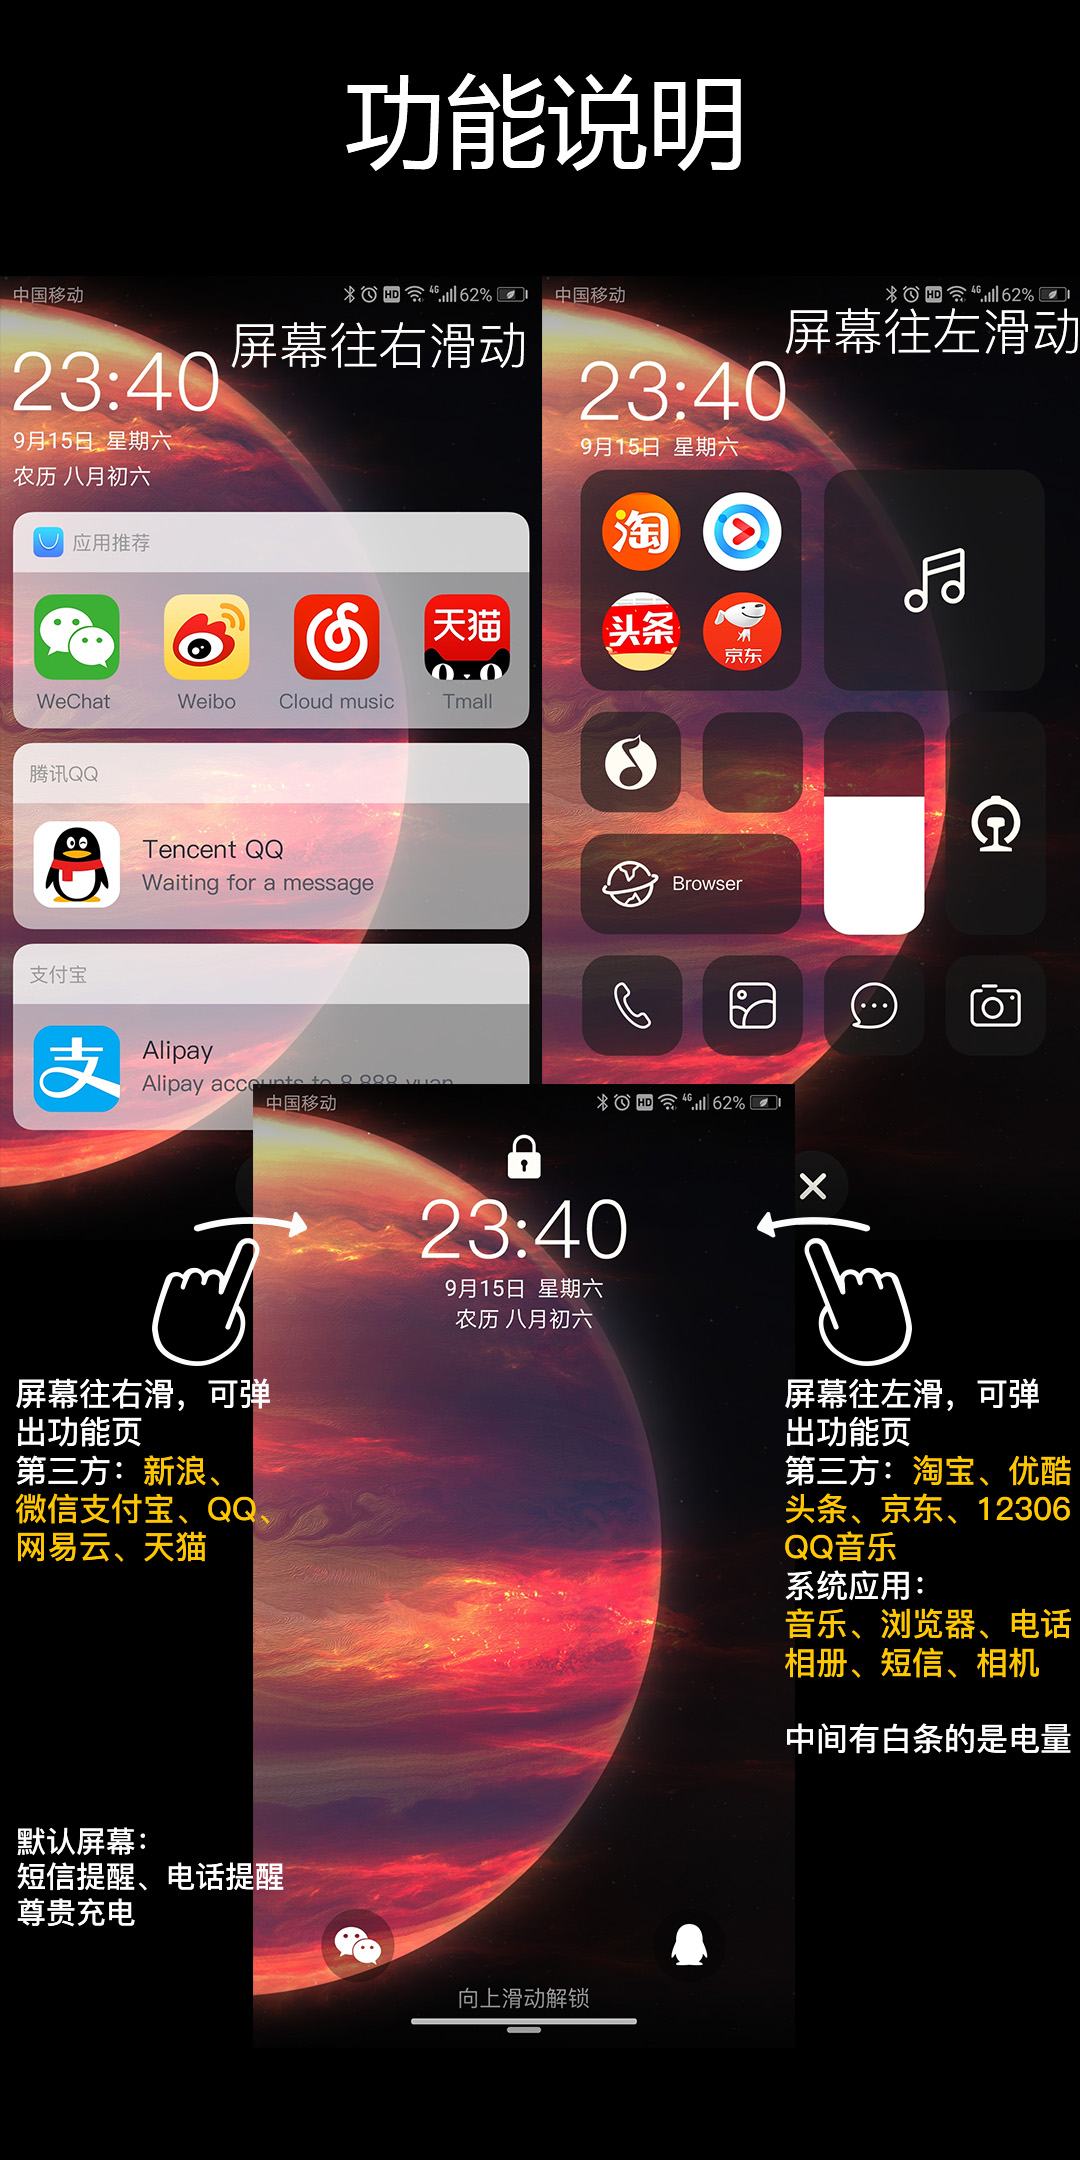 功能说明
中国移动
HD
4G
62%
屏幕往右滑动
23:40
9月15日 星期六
农历 八月初六
应用推荐
天猫
WeChat
Weibo
Cloud music
Tmall
腾讯QQ
Tencent QQ
Waiting for a message
支付宝
支
Alipay
Alipay accounts to 8,888 yuan
中国移动
HD
4G
62%
屏幕往左滑动
23:40
9月15日 星期六
淘
头条
京东
Browser
中国移动
HD
4G
62%
23:40
9月15日 星期六
农历 八月初六
向上滑动解锁
屏幕往右滑，可弹
出功能页
第三方：新浪、
微信支付宝、QQ、
网易云、天猫
默认屏幕：
短信提醒、电话提醒
尊贵充电
屏幕往左滑，可弹
出功能页
第三方：淘宝、优酷
头条、京东、12306
QQ音乐
系统应用：
音乐、浏览器、电话
相册、短信、相机
中间有白条的是电量